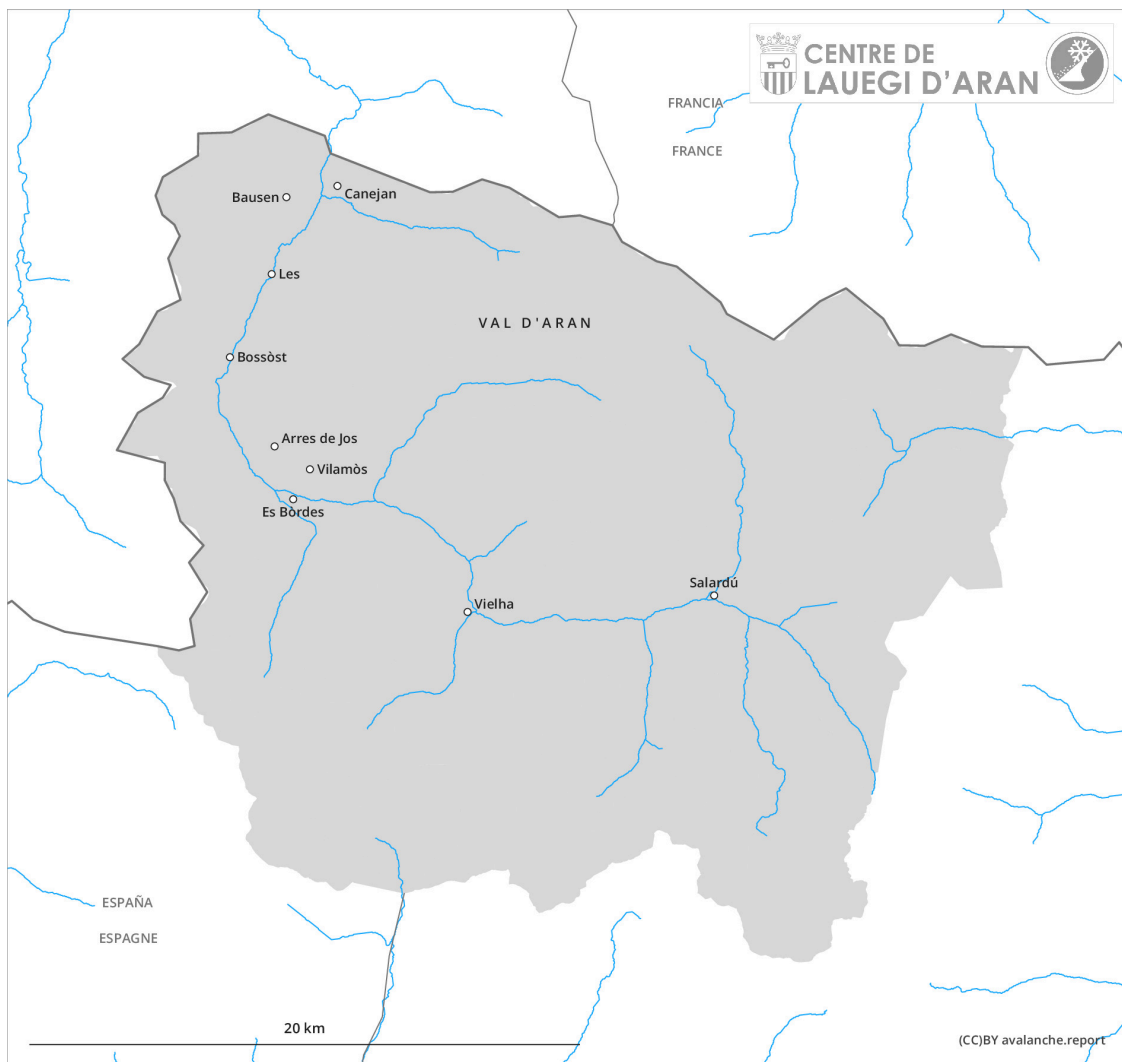 CENTRE DE
LAUEGI D'ARAN
FRANCIA
FRANCE
Bausen
Canejan
Les
VAL D'ARAN
Bossòst
Arres de Jos
Vilamòs
Es Bòrdes
Salardú
Vielha
ESPAÑA
ESPAGNE
20 km
(CC)BY avalanche.report